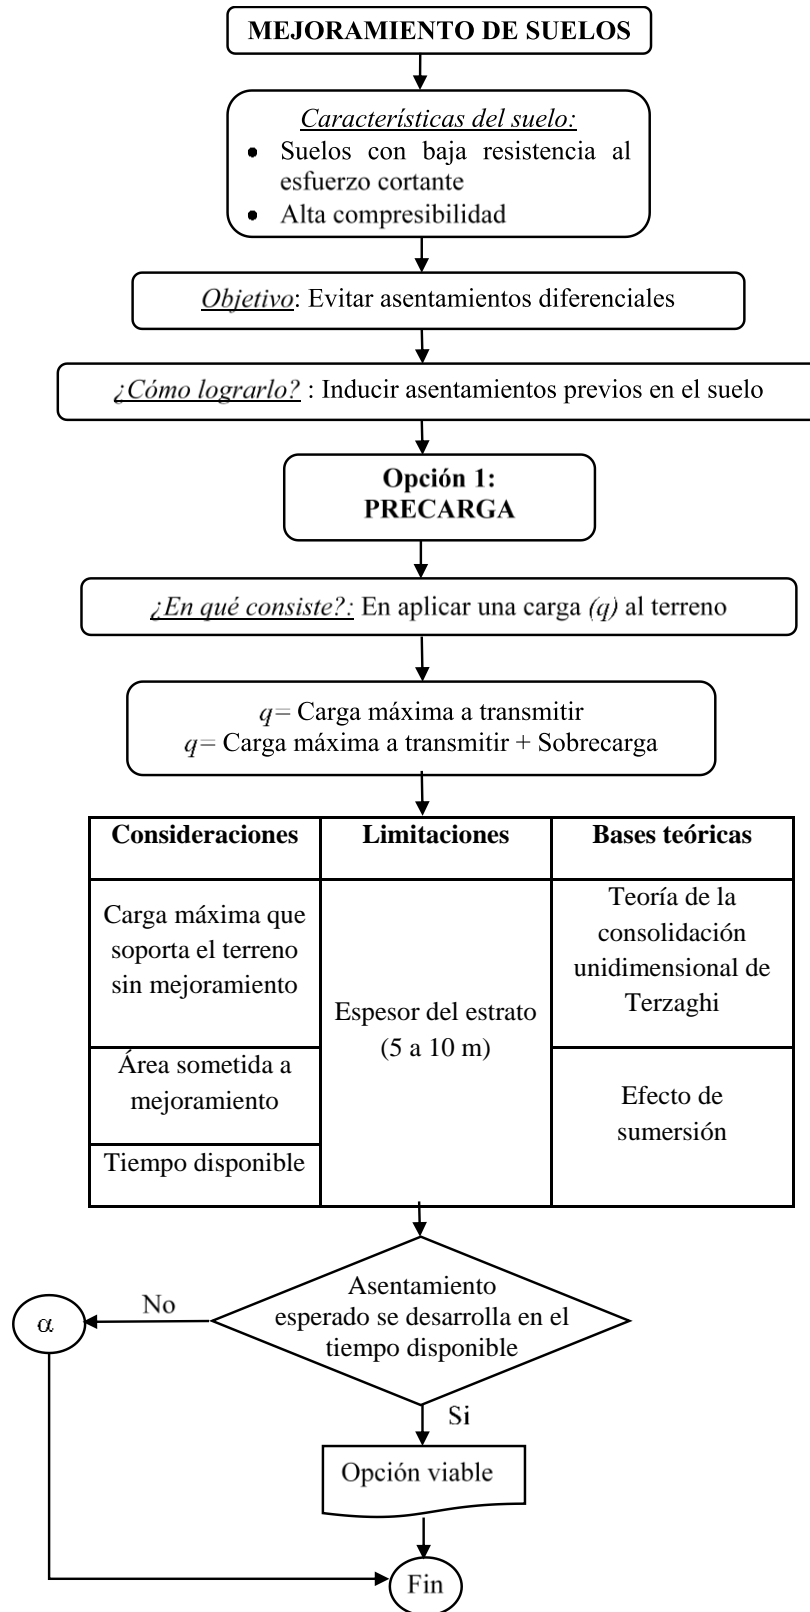 MEJORAMIENTO DE SUELOS
Características del suelo:
• Suelos con baja resistencia al
esfuerzo cortante
• Alta compresibilidad
Objetivo: Evitar asentamientos diferenciales
¿Cómo lograrlo? : Inducir asentamientos previos en el suelo
Opción 1:
PRECARGA
¿En qué consiste?: En aplicar una carga (q) al terreno
q= Carga máxima a transmitir
q= Carga máxima a transmitir + Sobrecarga
Consideraciones
Limitaciones
Bases teóricas
Carga máxima que
soporta el terreno
sin mejoramiento
Área sometida a
mejoramiento
Tiempo disponible
Espesor del estrato
(5 a 10 m)
Teoría de la
consolidación
unidimensional de
Terzaghi
Efecto de
sumersión
Asentamiento
esperado se desarrolla en el
tiempo disponible
No
α
Si
Opción viable
Fin